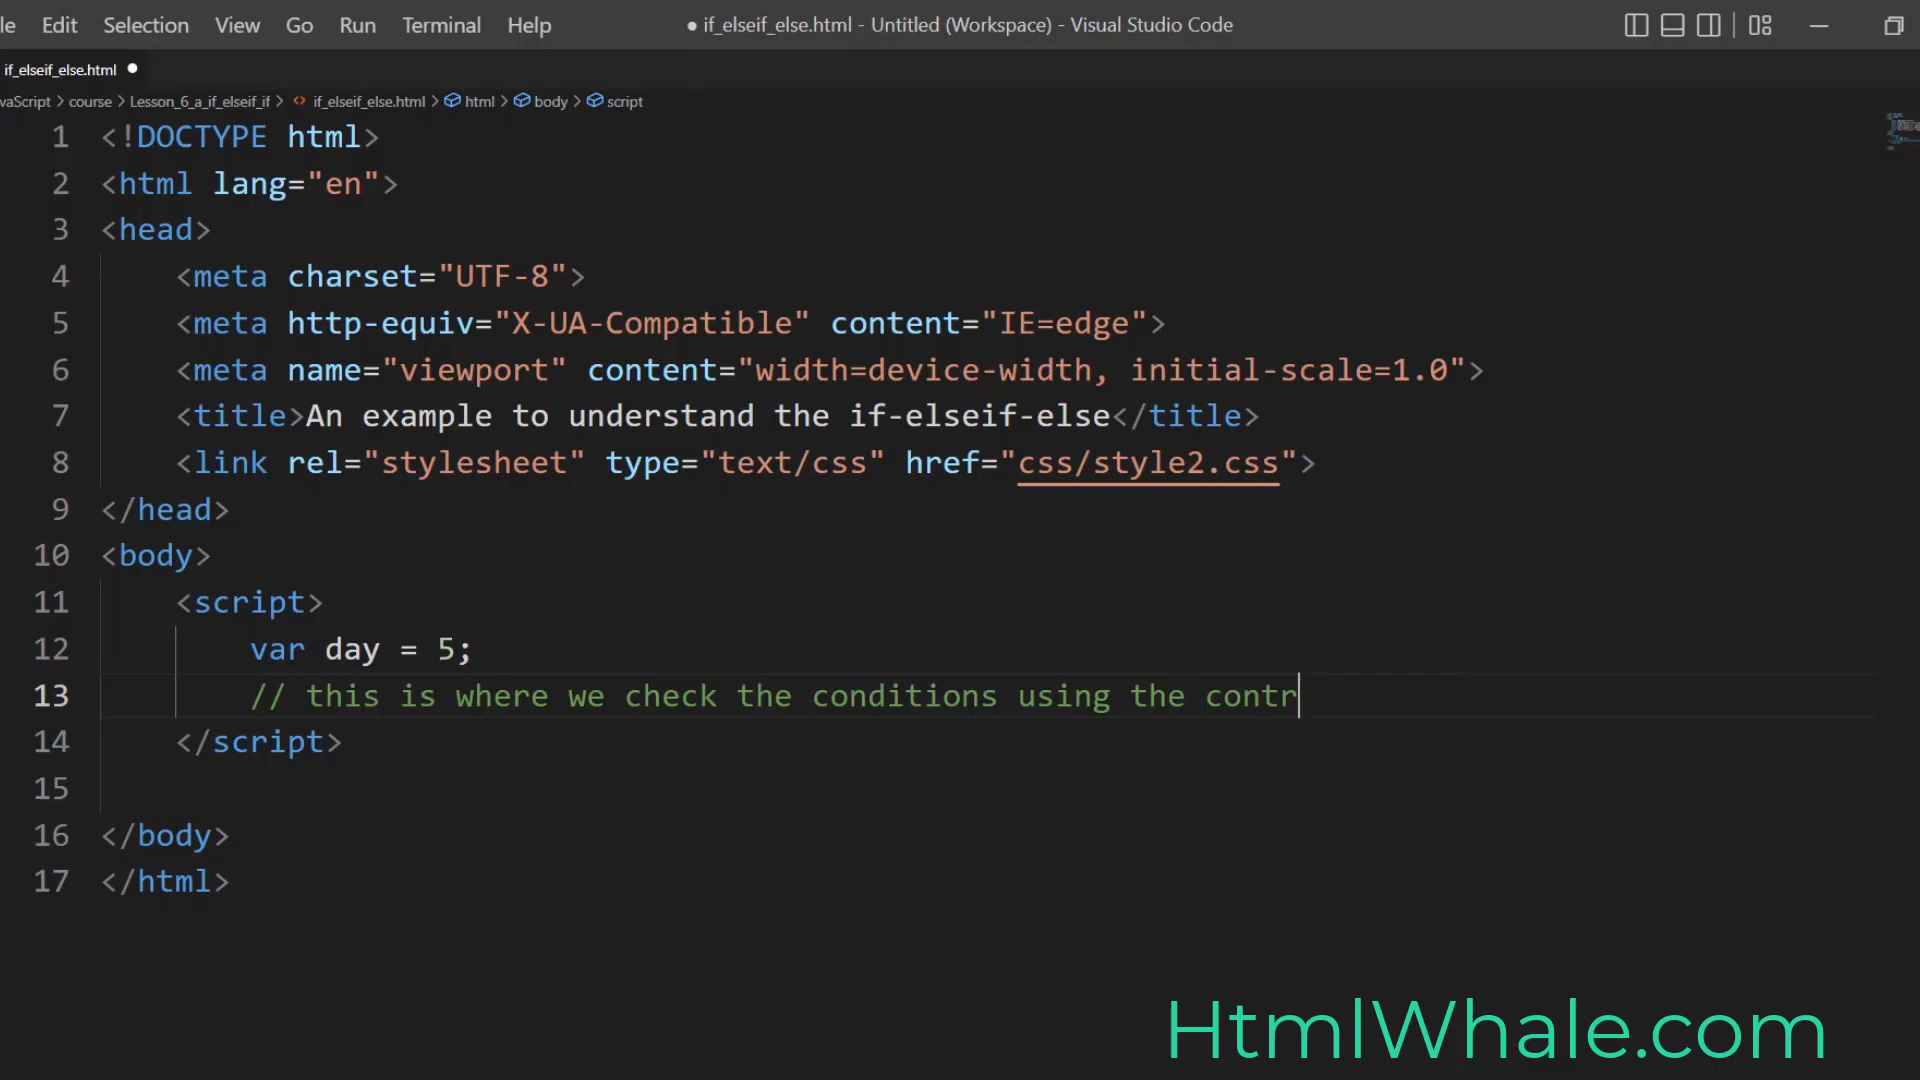 le Edit Selection View Go Run Terminal Help ● if_elseif_else.html - Untitled (Workspace) - Visual Studio Code
if_elseif_else.html ●
vaScript > course > Lesson_6_a_if_elseif_if > <> if_elseif_else.html > html > body > script
1 <!DOCTYPE html>
2 <html lang="en">
3 <head>
4 <meta charset="UTF-8">
5 <meta http-equiv="X-UA-Compatible" content="IE=edge">
6 <meta name="viewport" content="width=device-width, initial-scale=1.0">
7 <title>An example to understand the if-elseif-else</title>
8 <link rel="stylesheet" type="text/css" href="css/style2.css">
9 </head>
10 <body>
11 <script>
12 var day = 5;
13 // this is where we check the conditions using the contr
14 </script>
15
16 </body>
17 </html>
HtmlWhale.com